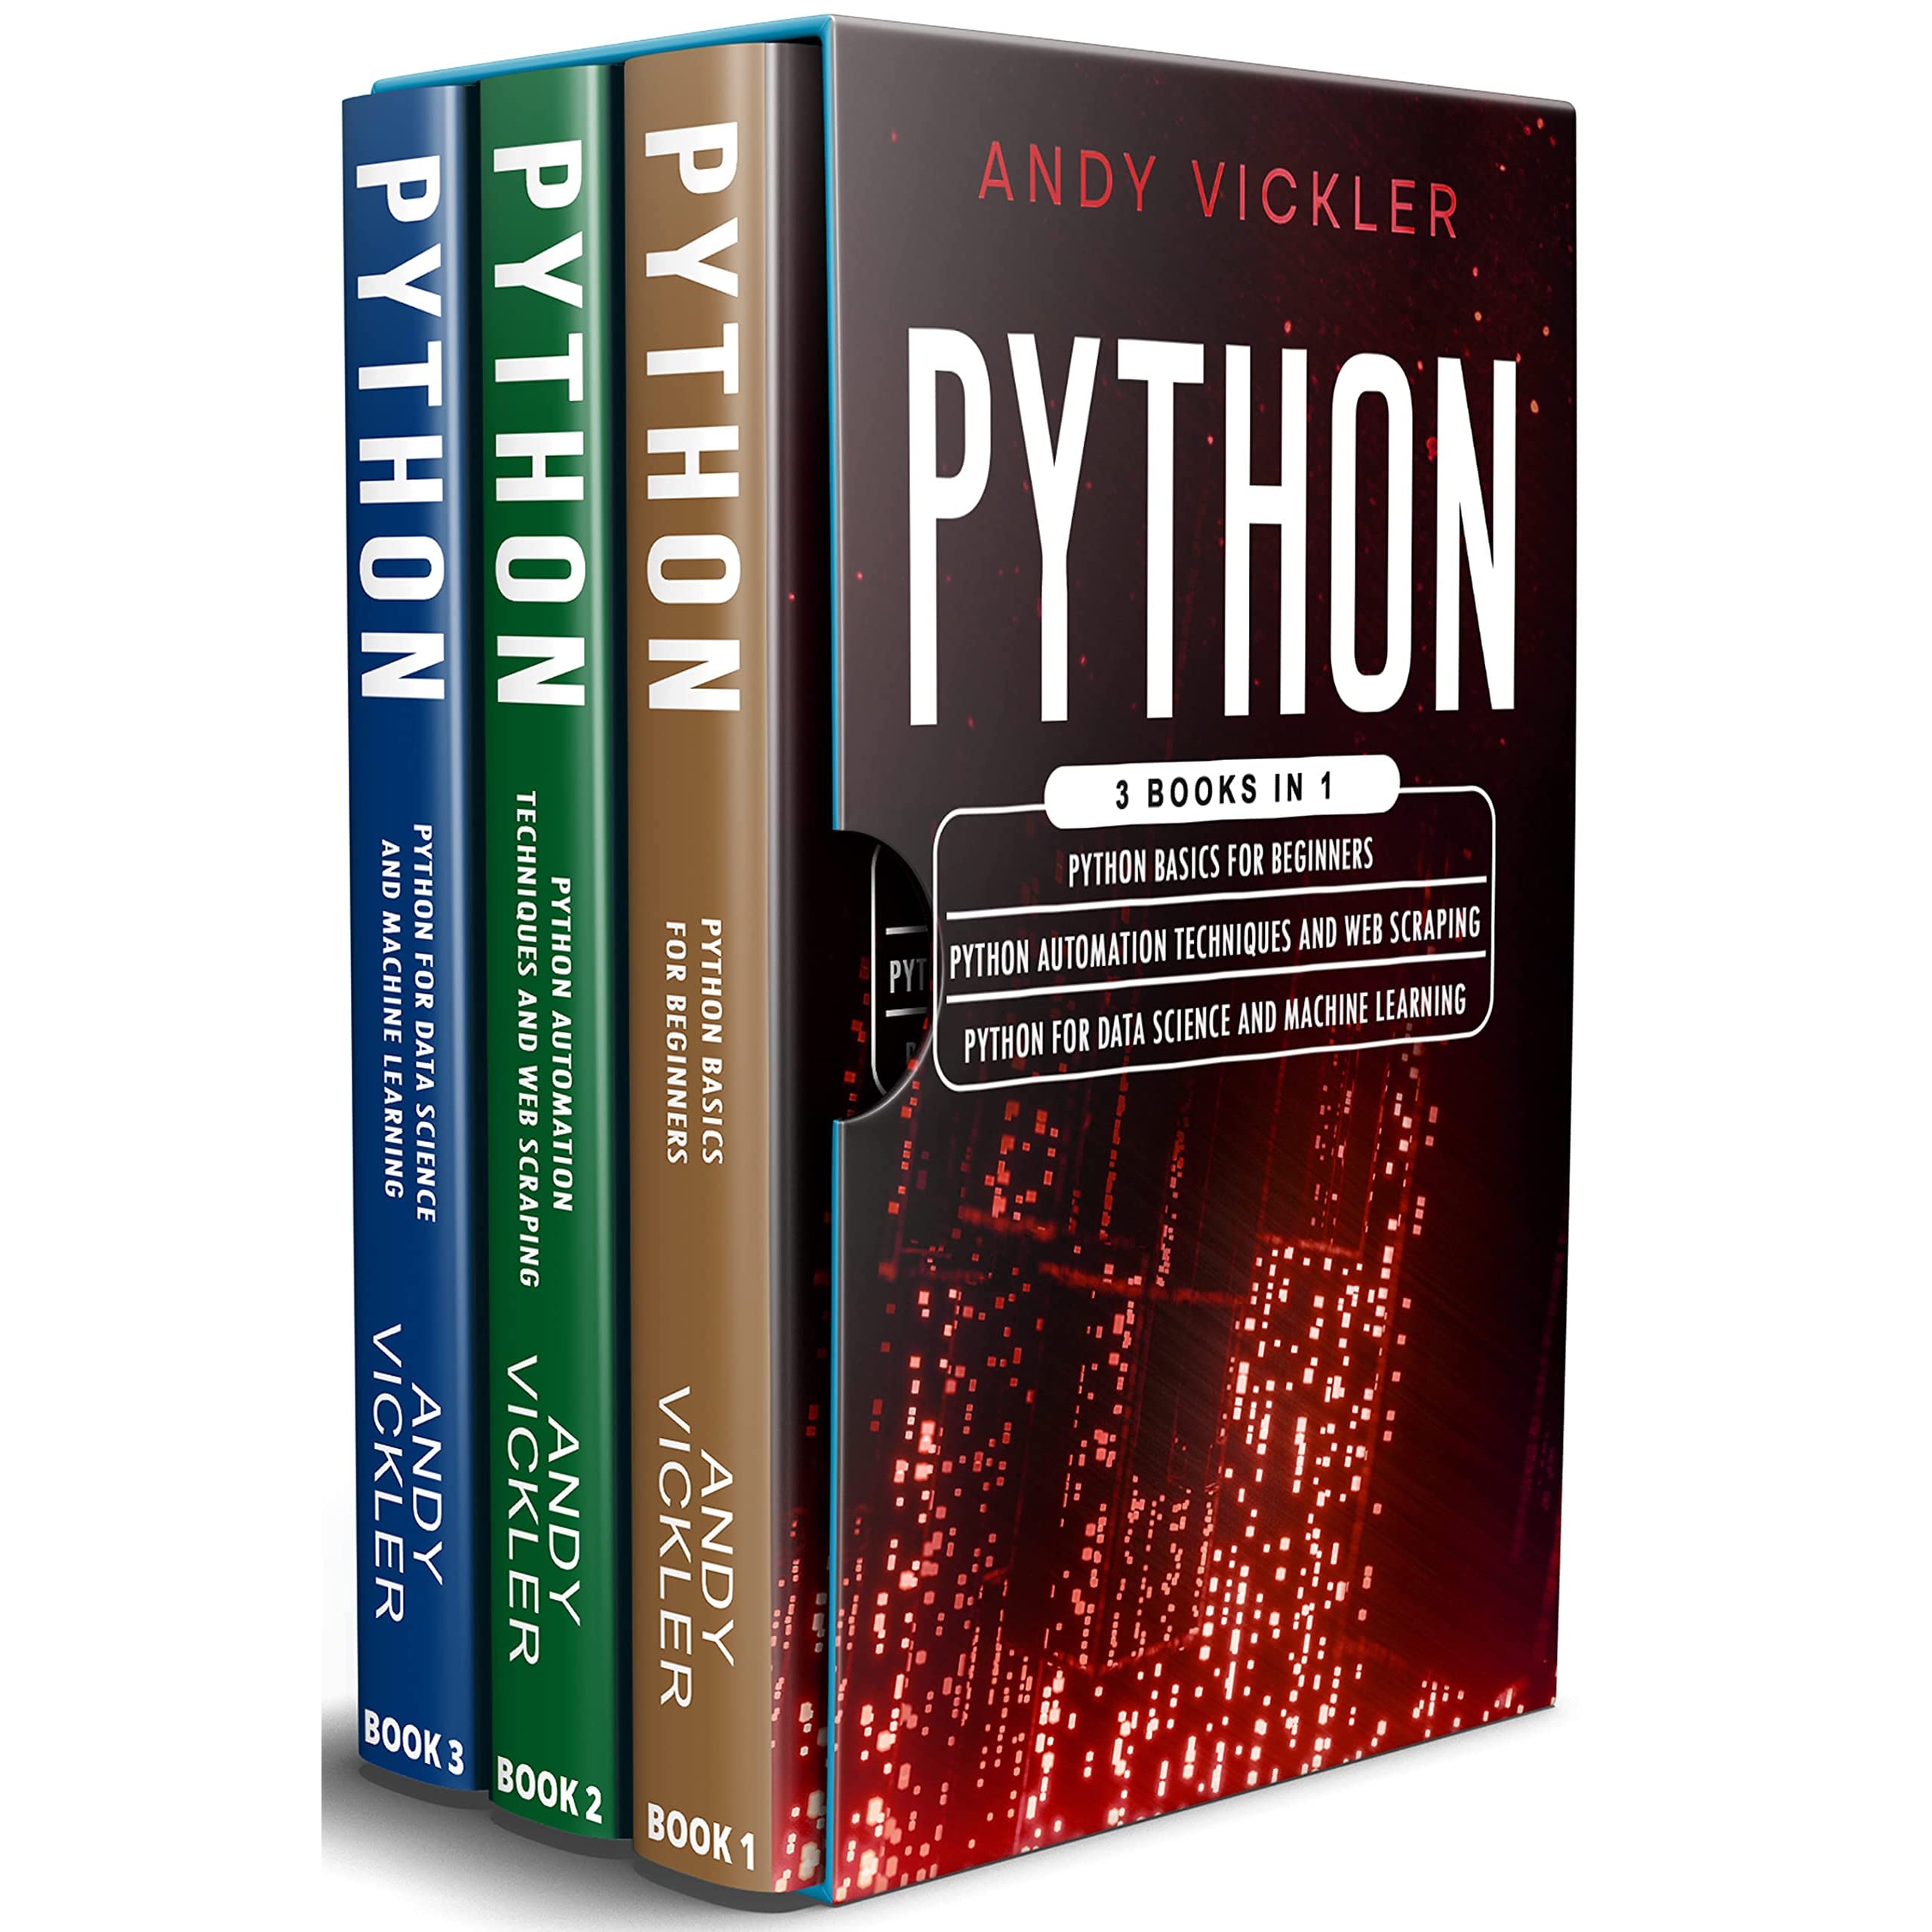 PYTHON
PYTHON FOR DATA SCIENCE
AND MACHINE LEARNING
ANDY
VICKLER
BOOK 3
PYTHON
PYTHON AUTOMATION
TECHNIQUES AND WEB SCRAPING
ANDY
VICKLER
BOOK 2
PYTHON
PYTHON BASICS
FOR BEGINNERS
ANDY
VICKLER
BOOK 1
ANDY VICKLER
PYTHON
3 BOOKS IN 1
PYTHON BASICS FOR BEGINNERS
PYTHON AUTOMATION TECHNIQUES AND WEB SCRAPING
PYTHON FOR DATA SCIENCE AND MACHINE LEARNING
PYT